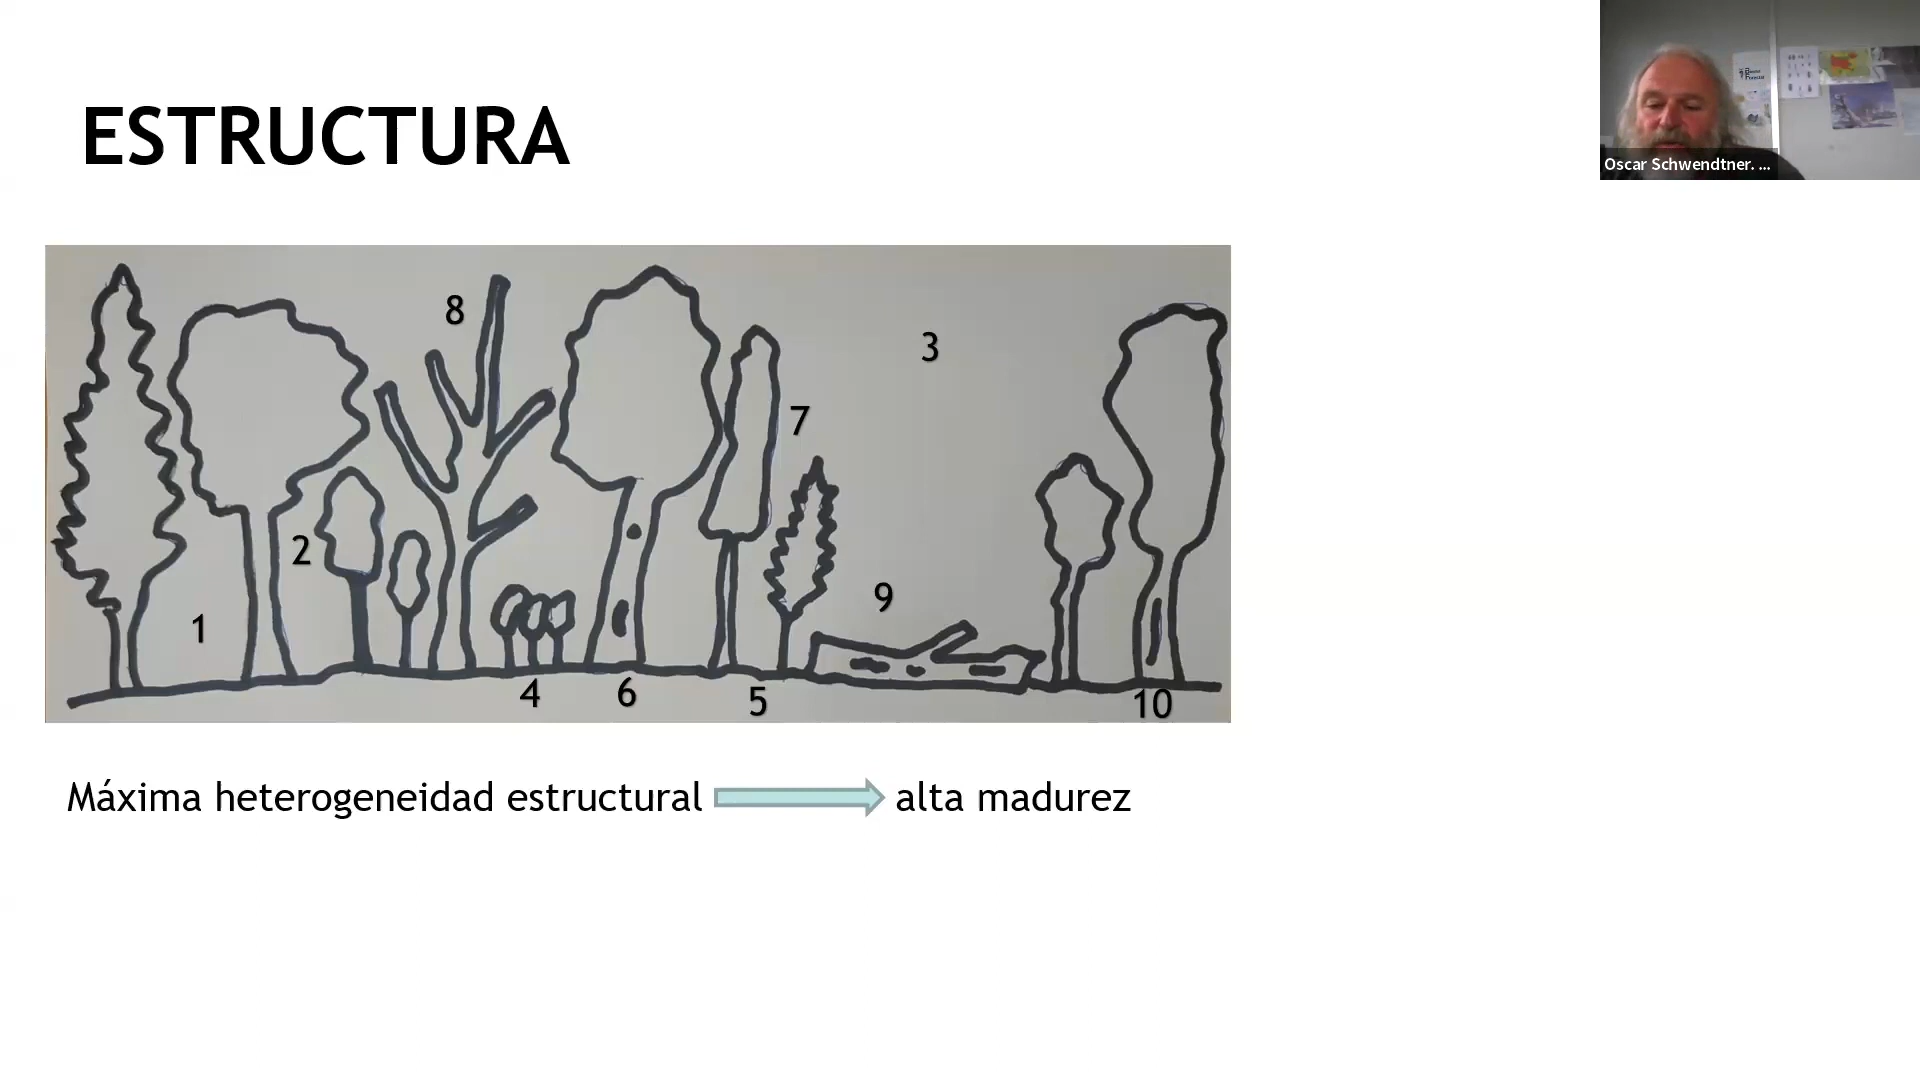 ESTRUCTURA
Oscar Schwendtner. ...
8
3
7
2
9
1
4
6
5
10
Máxima heterogeneidad estructural
alta madurez